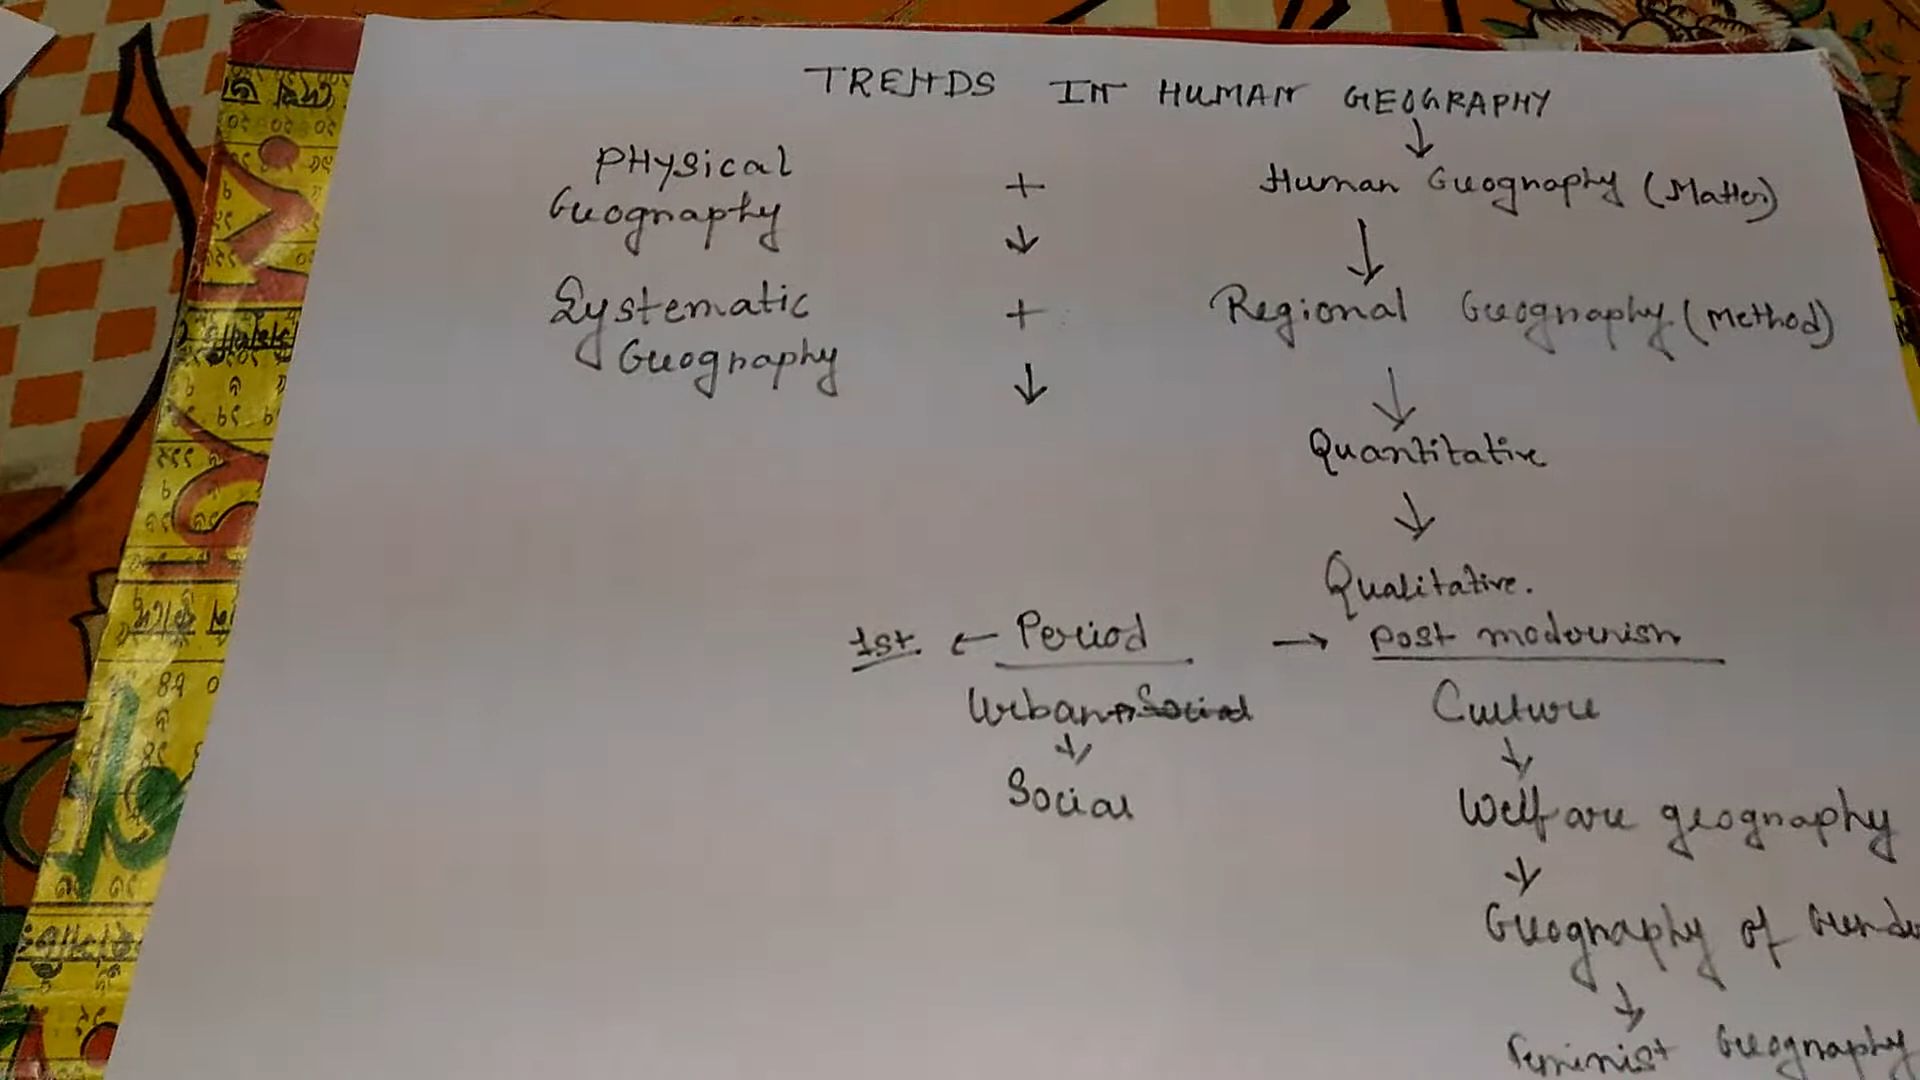 TRENDS IN HUMAN GEOGRAPHY
↓
Physical Geography + Human Geography (Matter)
↓ ↓
Systematic Geography + Regional Geography (Method)
↓ ↓
Quantitative
↓
Qualitative.
1st. ← Period → Post modernism
Urban Culture
↓ ↓
Social Welfare geography
↓
Geography of
↓
Feminist Geography